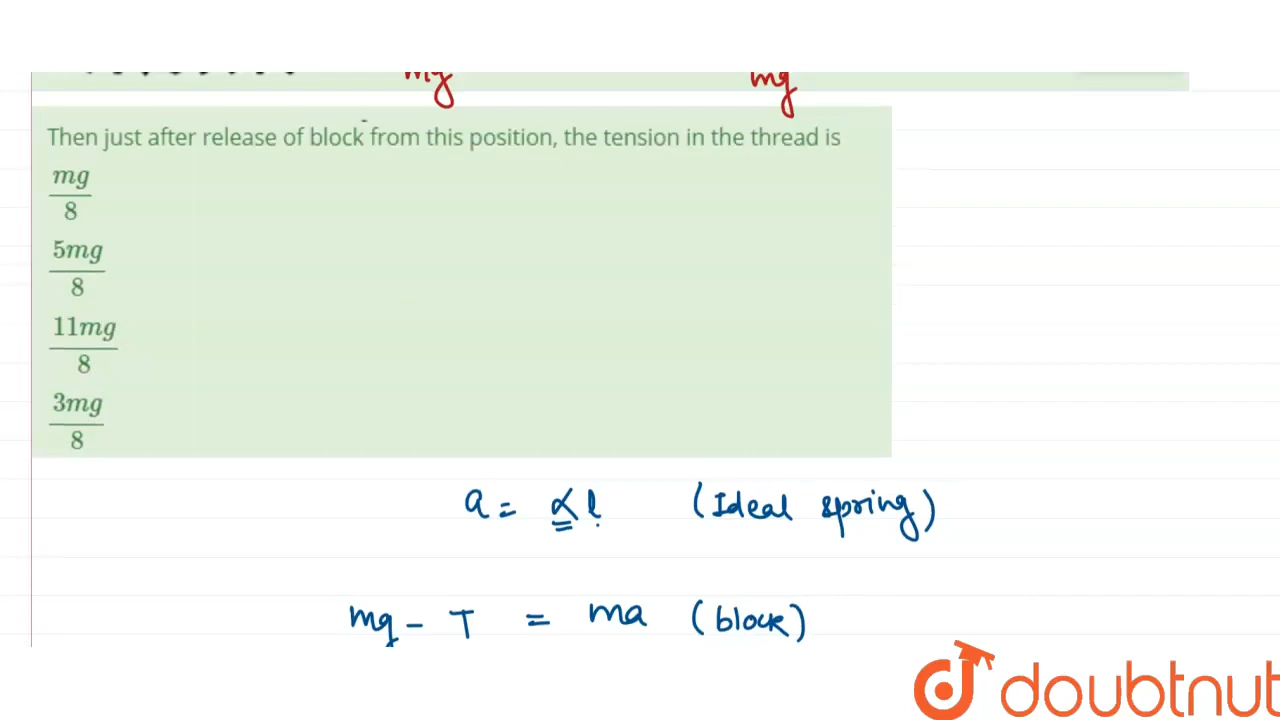 mg mg
Then just after release of block from this position, the tension in the thread is
mg/8
5mg/8
11mg/8
3mg/8
a = αl (Ideal spring)
mg - T = ma (block)
doubtnut